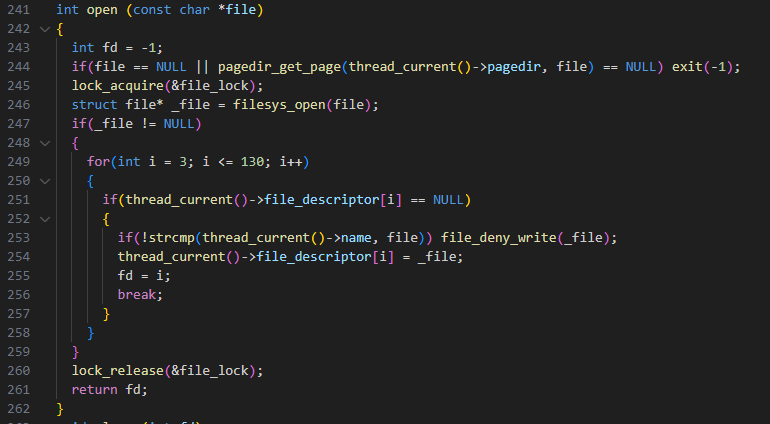 241 int open (const char *file)
242 {
243 int fd = -1;
244 if(file == NULL || pagedir_get_page(thread_current()->pagedir, file) == NULL) exit(-1);
245 lock_acquire(&file_lock);
246 struct file* _file = filesys_open(file);
247 if(_file != NULL)
248 {
249 for(int i = 3; i <= 130; i++)
250 {
251 if(thread_current()->file_descriptor[i] == NULL)
252 {
253 if(!strcmp(thread_current()->name, file)) file_deny_write(_file);
254 thread_current()->file_descriptor[i] = _file;
255 fd = i;
256 break;
257 }
258 }
259 }
260 lock_release(&file_lock);
261 return fd;
262 }